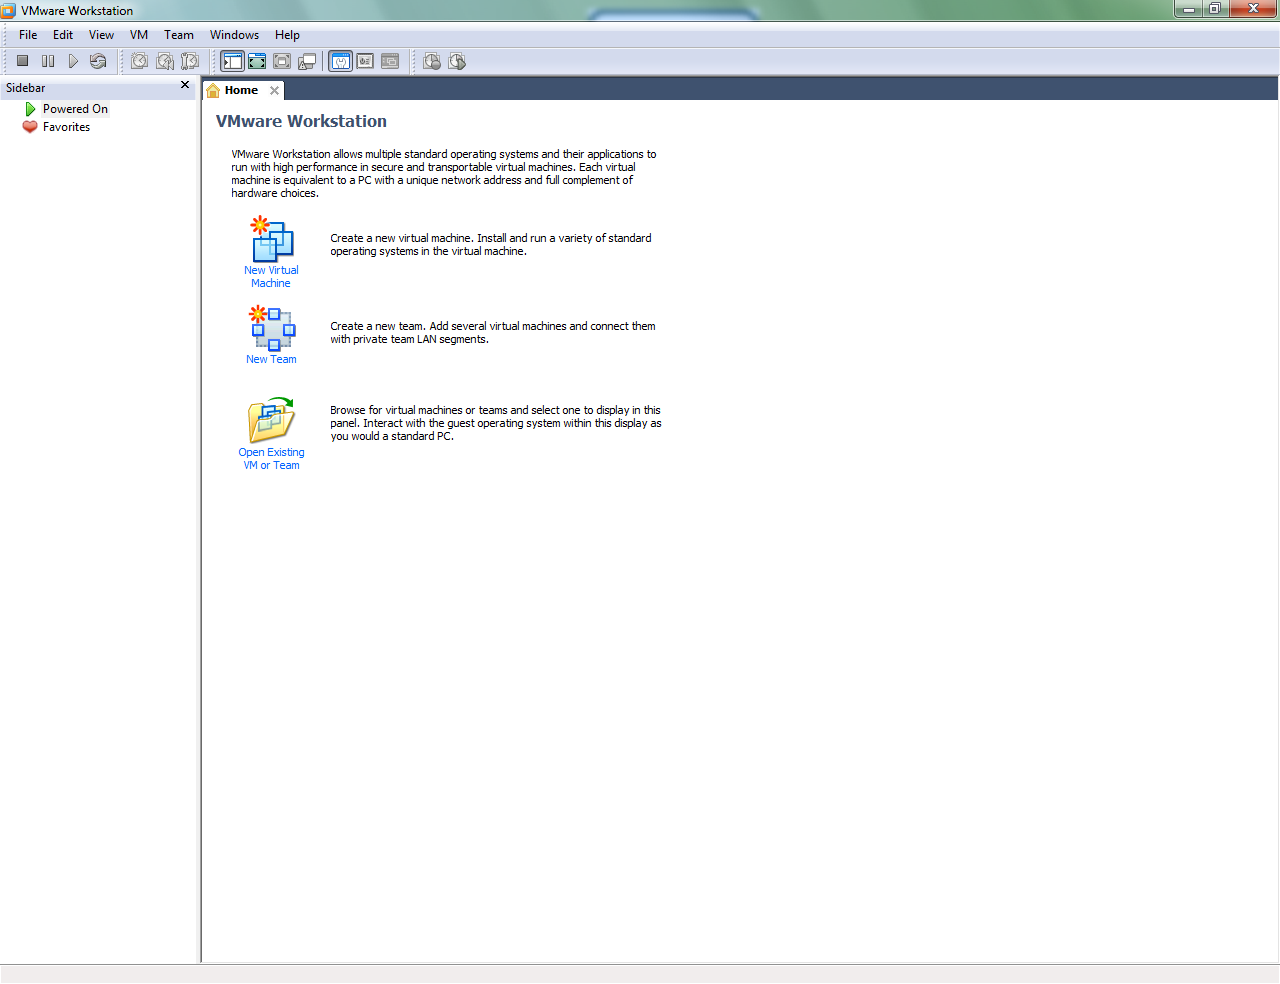 VMware Workstation
File Edit View VM Team Windows Help
Sidebar
Powered On
Favorites
Home
VMware Workstation
VMware Workstation allows multiple standard operating systems and their applications to
run with high performance in secure and transportable virtual machines. Each virtual
machine is equivalent to a PC with a unique network address and full complement of
hardware choices.
New Virtual
Machine
Create a new virtual machine. Install and run a variety of standard
operating systems in the virtual machine.
New Team
Create a new team. Add several virtual machines and connect them
with private team LAN segments.
Open Existing
VM or Team
Browse for virtual machines or teams and select one to display in this
panel. Interact with the guest operating system within this display as
you would a standard PC.